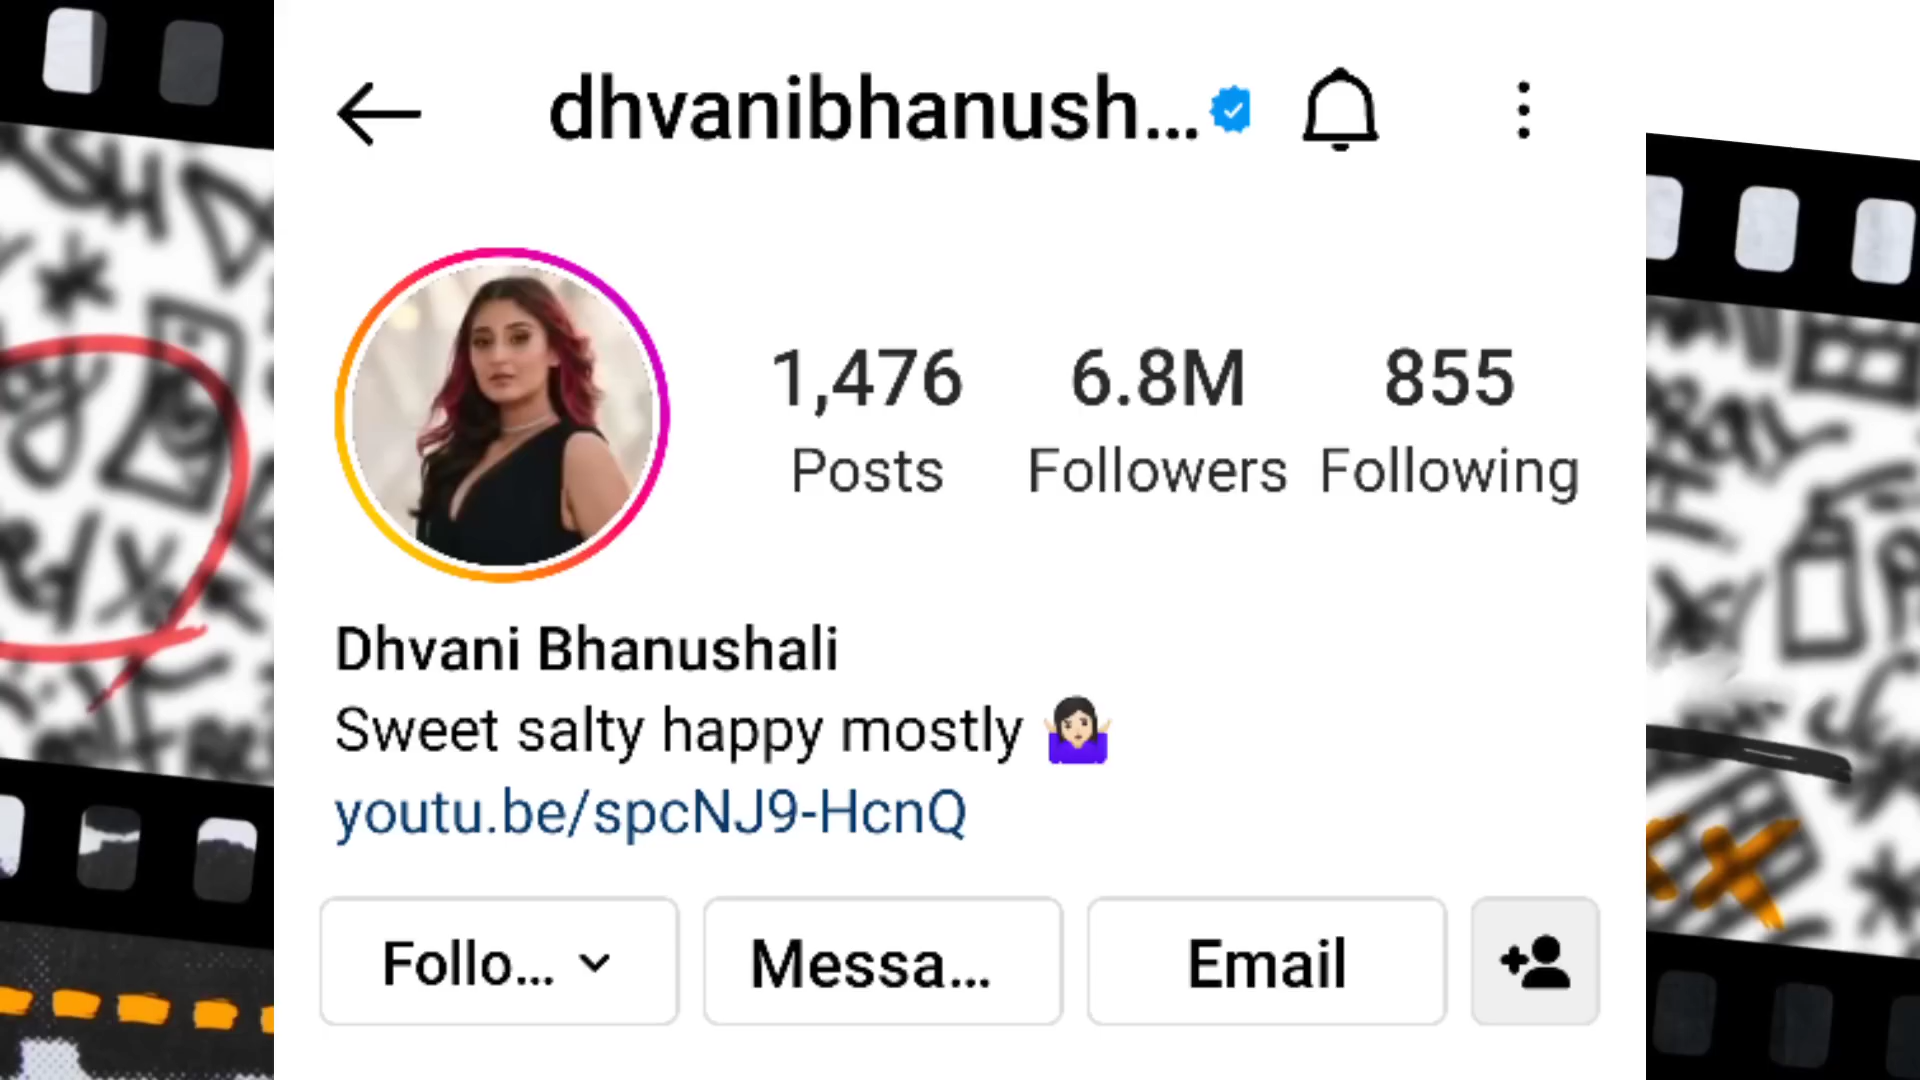 dhvanibhanush...
1,476 6.8M 855
Posts Followers Following
Dhvani Bhanushali
Sweet salty happy mostly 🤷🏻‍♀️
youtu.be/spcNJ9-HcnQ
Follo... Messa... Email